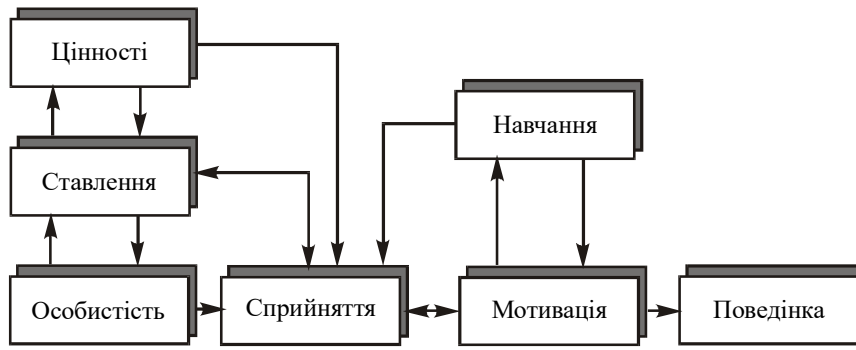 Цінності
Навчання
Ставлення
Особистість
Сприйняття
Мотивація
Поведінка